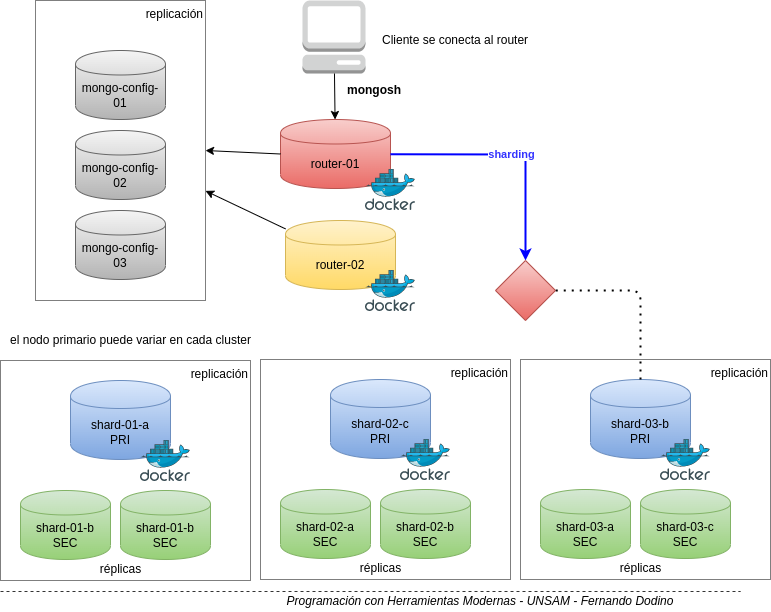 replicación
Cliente se conecta al router
mongo-config-
01
mongosh
mongo-config-
02
router-01
sharding
docker
mongo-config-
03
router-02
docker
el nodo primario puede variar en cada cluster
replicación
shard-01-a
PRI
docker
shard-01-b
SEC
shard-01-b
SEC
réplicas
replicación
shard-02-c
PRI
docker
shard-02-a
SEC
shard-02-b
SEC
réplicas
replicación
shard-03-b
PRI
docker
shard-03-a
SEC
shard-03-c
SEC
réplicas
Programación con Herramientas Modernas - UNSAM - Fernando Dodino